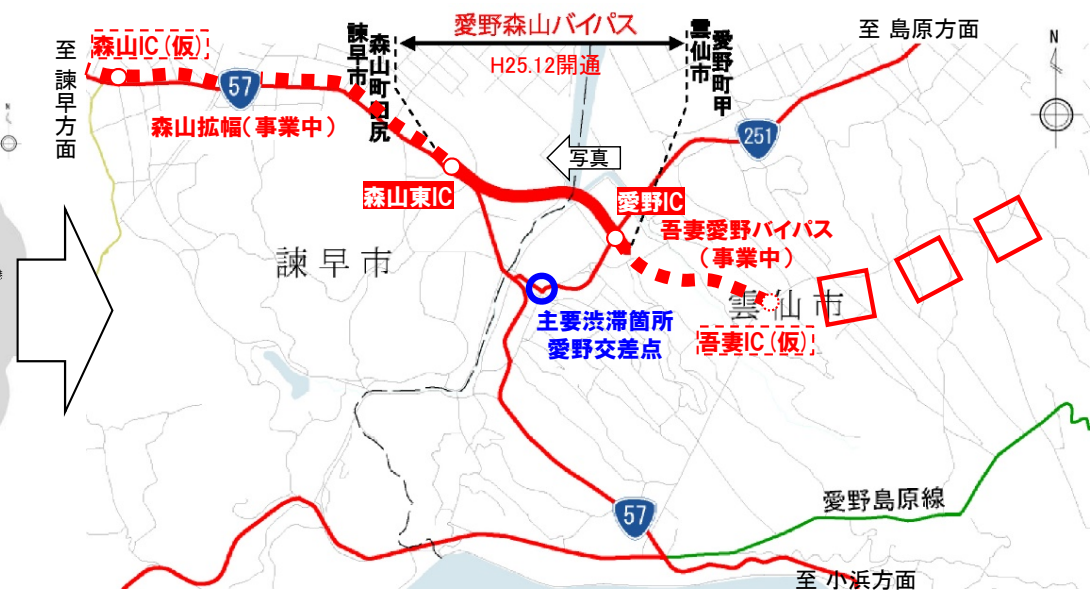 愛野森山バイパス
H25.12開通
至 島原方面
至 諫早方面
森山IC(仮)
57
森山拡幅(事業中)
諫早市
森山町田尻
雲仙市
愛野町甲
N
251
写真
森山東IC
愛野IC
吾妻愛野バイパス
(事業中)
諫早市
雲仙市
主要渋滞箇所
愛野交差点
吾妻IC(仮)
57
愛野島原線
至 小浜方面